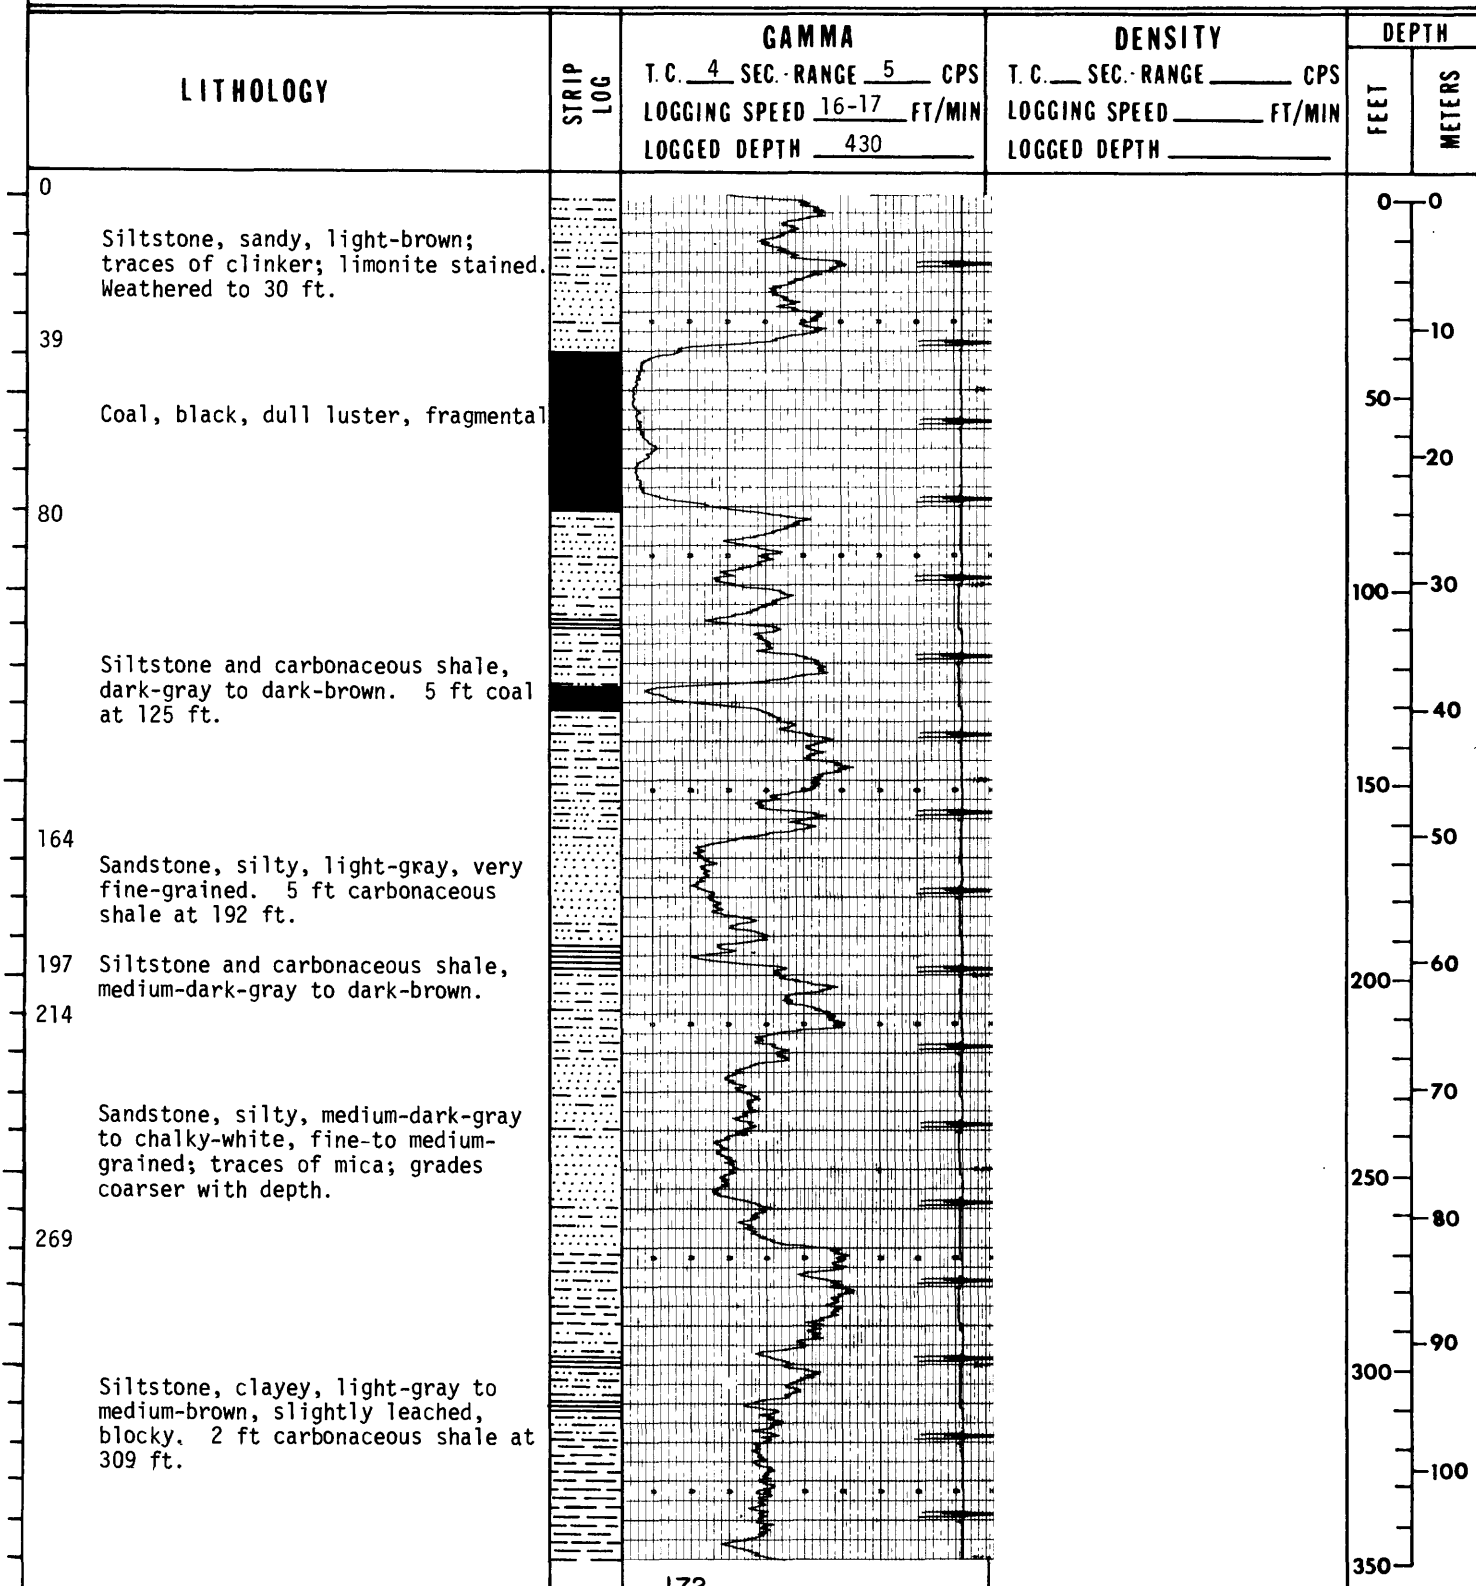 LITHOLOGY
STRIP LOG
GAMMA
T.C. 4 SEC.-RANGE 5 CPS
LOGGING SPEED 16-17 FT/MIN
LOGGED DEPTH 430
DENSITY
T.C. SEC.-RANGE CPS
LOGGING SPEED FT/MIN
LOGGED DEPTH
DEPTH
FEET
METERS
0
Siltstone, sandy, light-brown;
traces of clinker; limonite stained.
Weathered to 30 ft.
39
Coal, black, dull luster, fragmental
80
Siltstone and carbonaceous shale,
dark-gray to dark-brown. 5 ft coal
at 125 ft.
164
Sandstone, silty, light-gray, very
fine-grained. 5 ft carbonaceous
shale at 192 ft.
197
Siltstone and carbonaceous shale,
medium-dark-gray to dark-brown.
214
Sandstone, silty, medium-dark-gray
to chalky-white, fine-to medium-
grained; traces of mica; grades
coarser with depth.
269
Siltstone, clayey, light-gray to
medium-brown, slightly leached,
blocky. 2 ft carbonaceous shale at
309 ft.
0
50
100
150
200
250
300
350
0
10
20
30
40
50
60
70
80
90
100